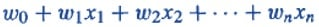 w₀ + w₁x₁ + w₂x₂ + ··· + wₙxₙ